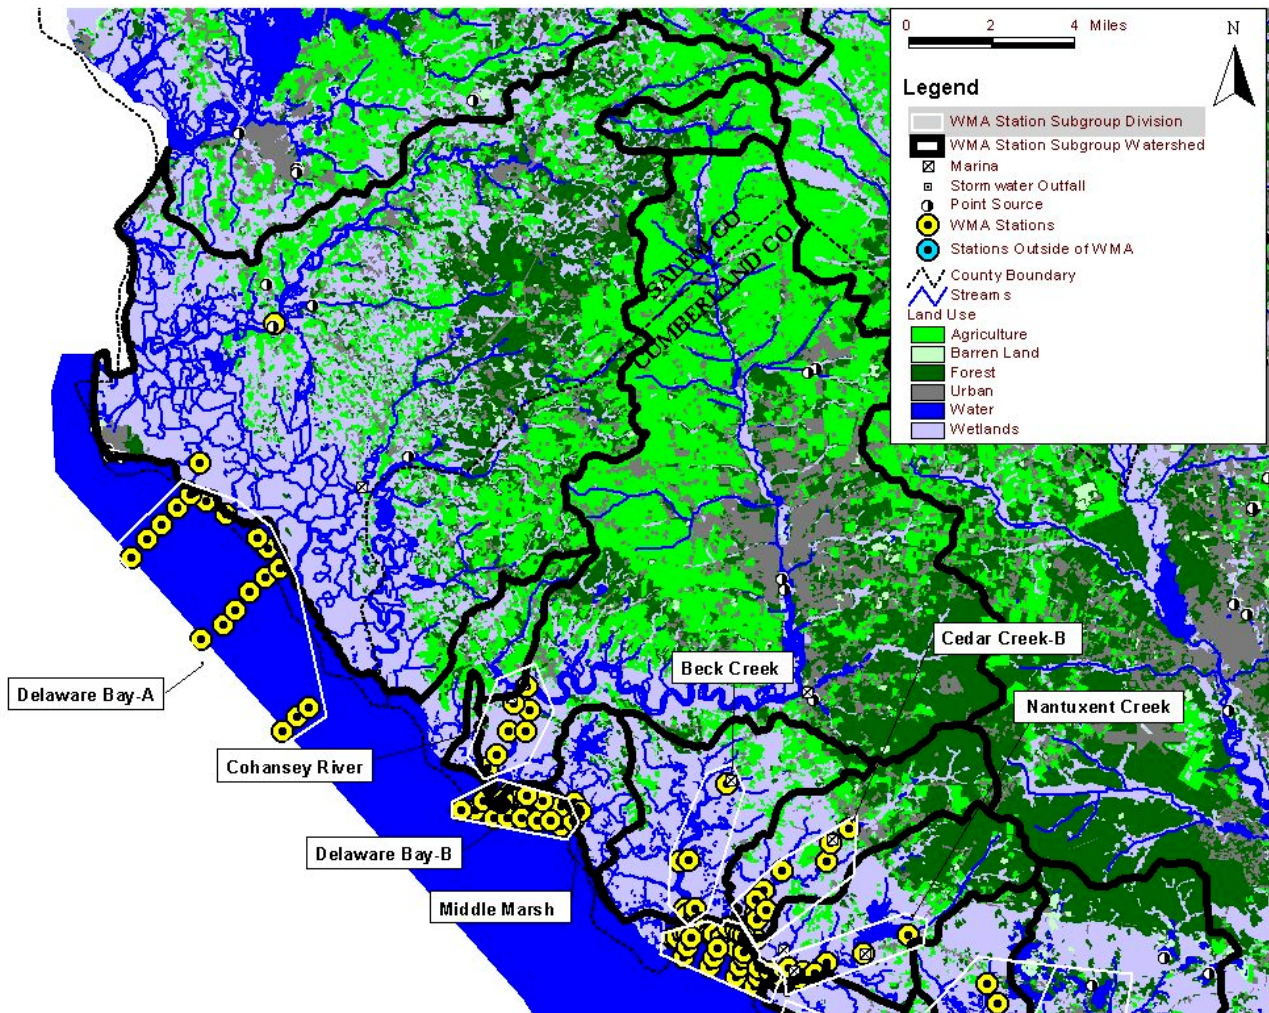 0 2 4 Miles
N
Legend
WMA Station Subgroup Division
WMA Station Subgroup Watershed
Marina
Storm water Outfall
Point Source
WMA Stations
Stations Outside of WMA
County Boundary
Streams
Land Use
Agriculture
Barren Land
Forest
Urban
Water
Wetlands
SALEM CO
CUMBERLAND CO
Cedar Creek-B
Beck Creek
Delaware Bay-A
Nantuxent Creek
Cohansey River
Delaware Bay-B
Middle Marsh